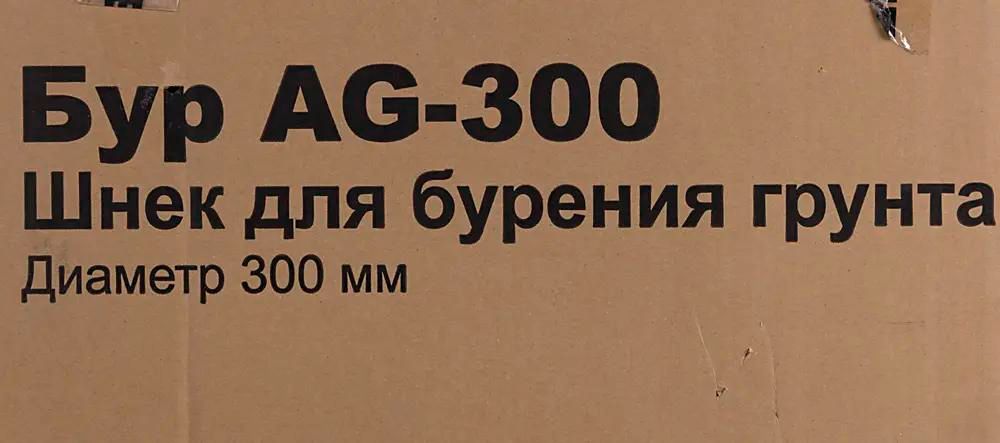 Бур AG-300
Шнек для бурения грунта
Диаметр 300 мм